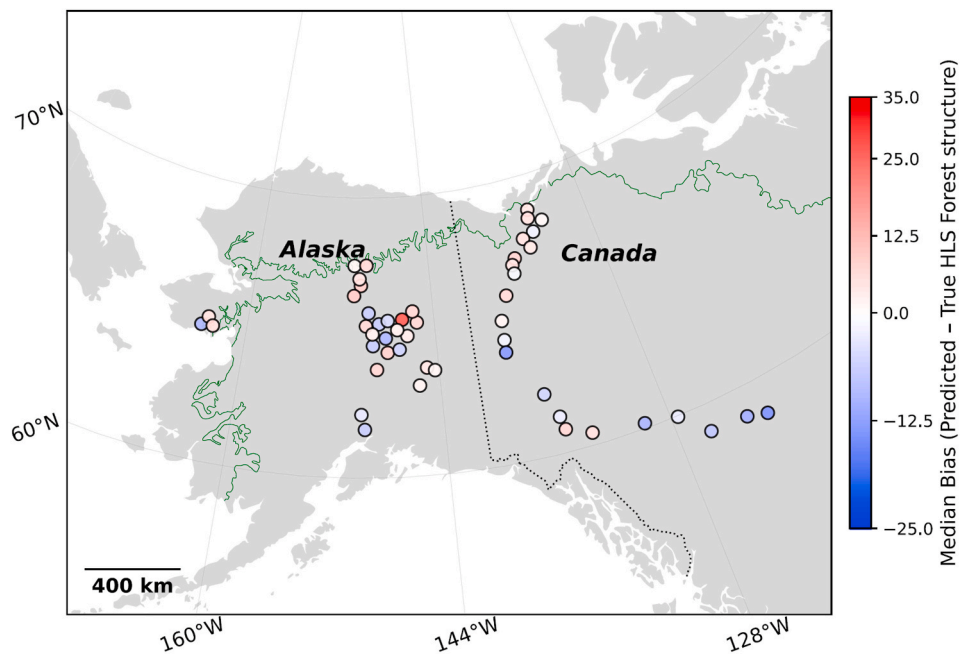 70°N
60°N
160°W
144°W
128°W
Alaska
Canada
400 km
35.0
25.0
12.5
0.0
−12.5
−25.0
Median Bias (Predicted – True HLS Forest structure)